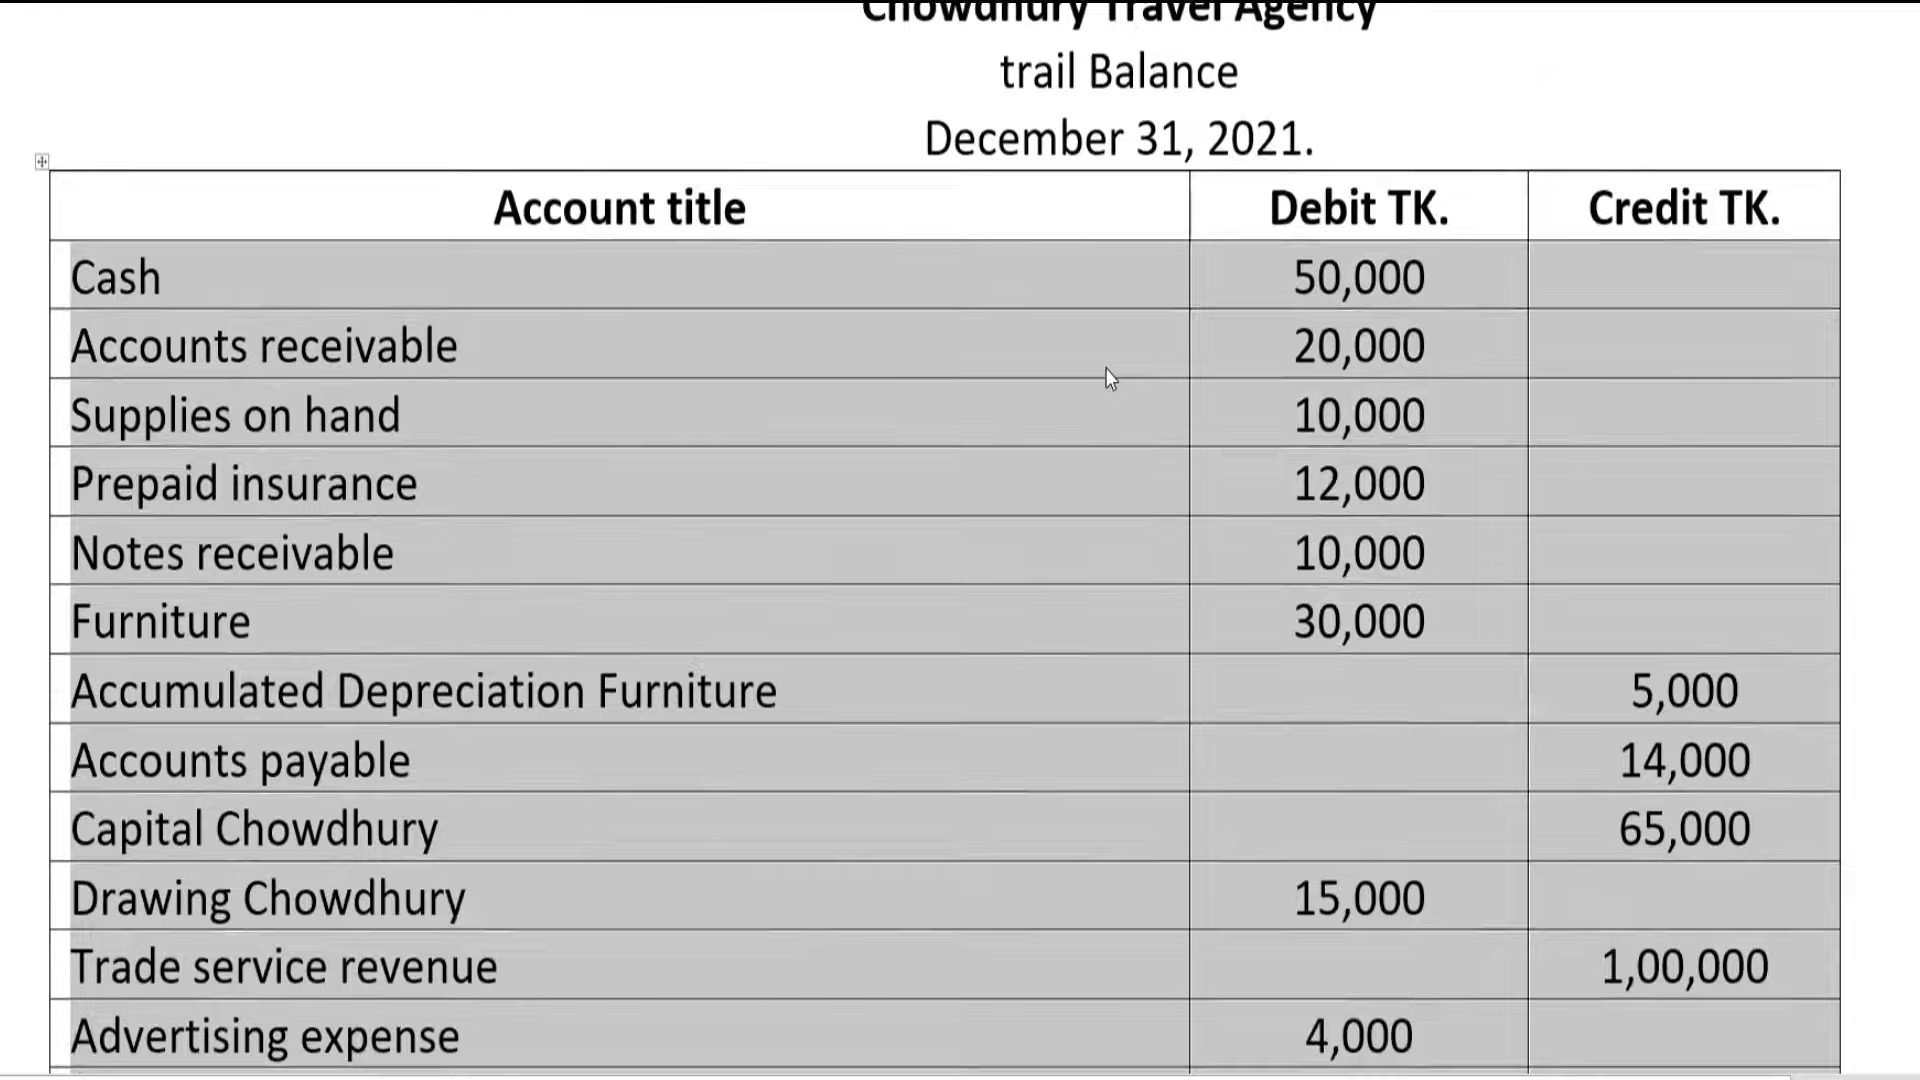 Chowdhury Travel Agency
trail Balance
December 31, 2021.
Account title Debit TK. Credit TK.
Cash 50,000
Accounts receivable 20,000
Supplies on hand 10,000
Prepaid insurance 12,000
Notes receivable 10,000
Furniture 30,000
Accumulated Depreciation Furniture 5,000
Accounts payable 14,000
Capital Chowdhury 65,000
Drawing Chowdhury 15,000
Trade service revenue 1,00,000
Advertising expense 4,000